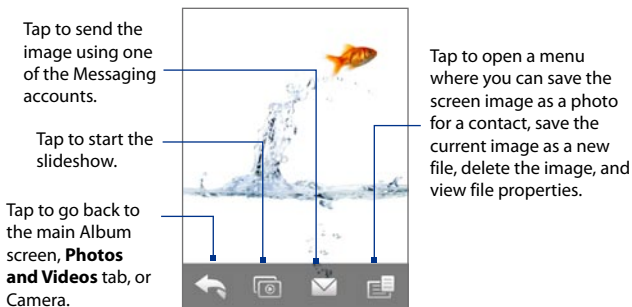 Tap to send the
image using one
of the Messaging
accounts.
Tap to start the
slideshow.
Tap to go back to
the main Album
screen, Photos
and Videos tab, or
Camera.
Tap to open a menu
where you can save the
screen image as a photo
for a contact, save the
current image as a new
file, delete the image, and
view file properties.